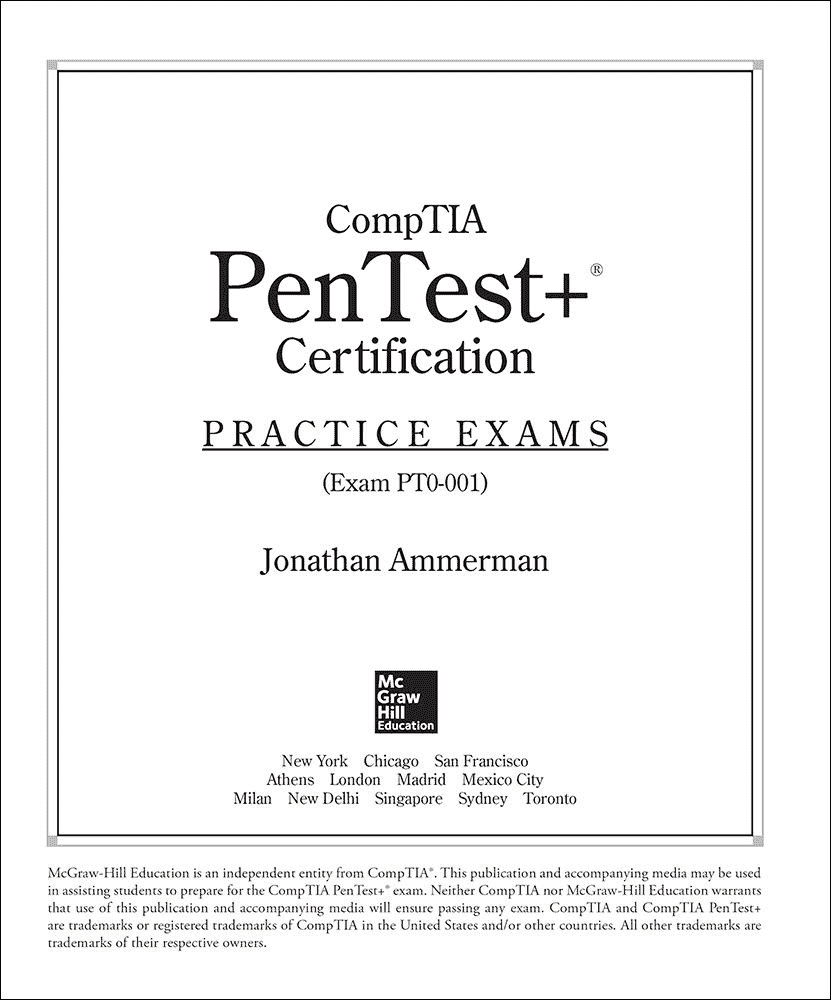 CompTIA
PenTest+®
Certification
PRACTICE EXAMS
(Exam PT0-001)
Jonathan Ammerman
Mc
Graw
Hill
Education
New York Chicago San Francisco
Athens London Madrid Mexico City
Milan New Delhi Singapore Sydney Toronto
McGraw-Hill Education is an independent entity from CompTIA®. This publication and accompanying media may be used
in assisting students to prepare for the CompTIA PenTest+® exam. Neither CompTIA nor McGraw-Hill Education warrants
that use of this publication and accompanying media will ensure passing any exam. CompTIA and CompTIA PenTest+
are trademarks or registered trademarks of CompTIA in the United States and/or other countries. All other trademarks are
trademarks of their respective owners.